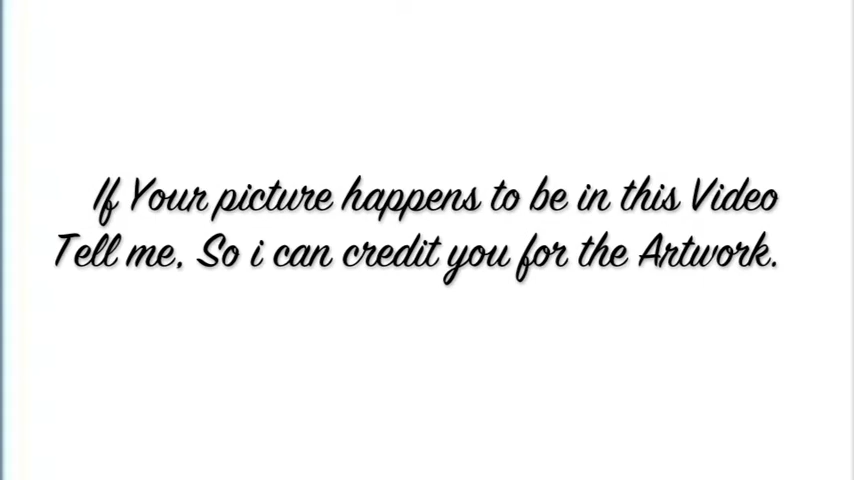 If Your picture happens to be in this Video
Tell me, So i can credit you for the Artwork.